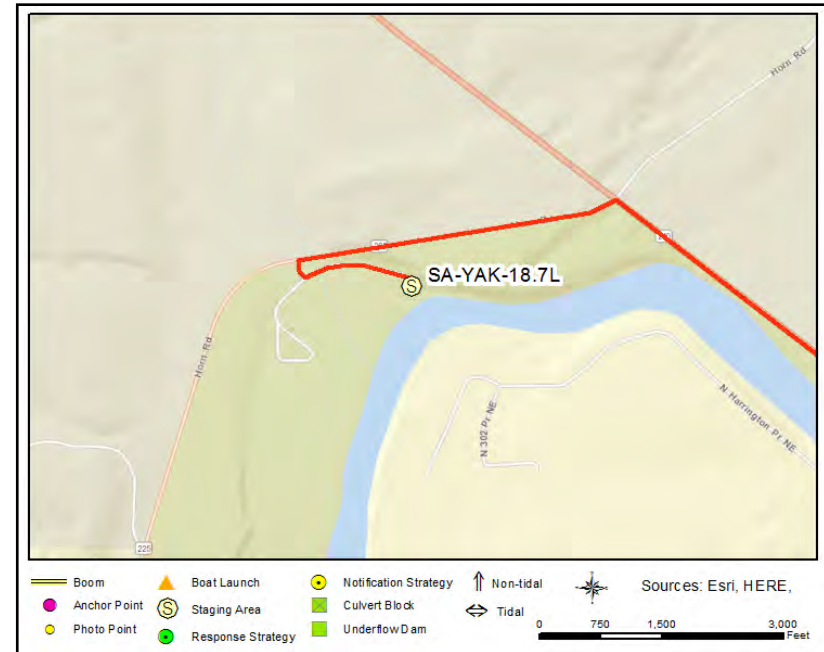 Horn Rd
SA-YAK-18.7L
S
Horn Rd
N Harrington Pr NE
N 302 Pr NE
225
Boom
Anchor Point
Photo Point
Boat Launch
S Staging Area
Response Strategy
Notification Strategy
Culvert Block
Underflow Dam
Non-tidal
Tidal
Sources: Esri, HERE,
0 750 1,500 3,000
Feet